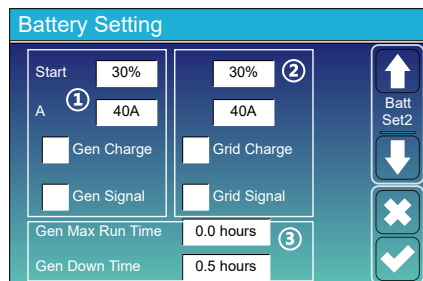 Battery Setting
Start 30% 30% ②
A ① 40A 40A
Gen Charge Grid Charge
Gen Signal Grid Signal
Gen Max Run Time 0.0 hours ③
Gen Down Time 0.5 hours
Batt
Set2